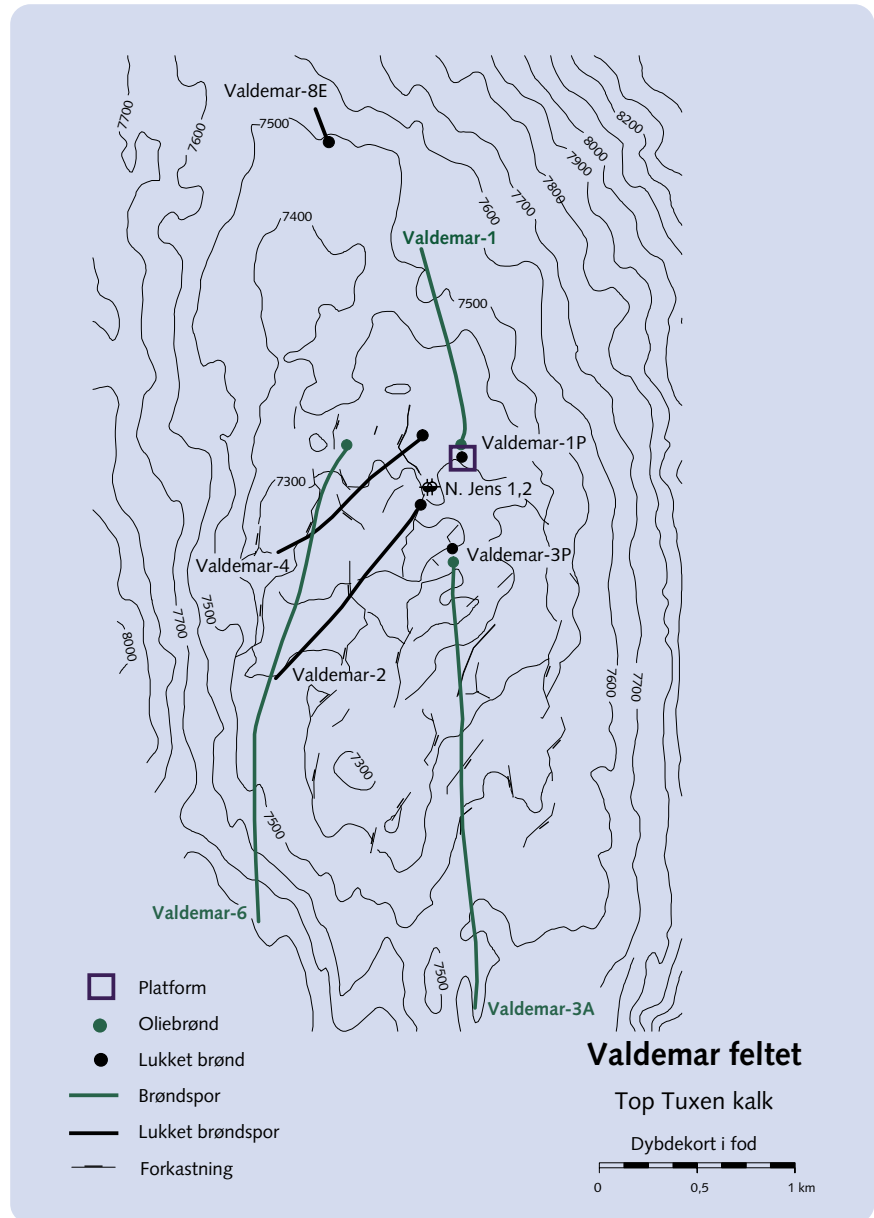 Valdemar-8E
7700
7600
7500
8200
8000
7900
7800
7700
7600
7400
Valdemar-1
7500
Valdemar-1P
7300
N. Jens 1,2
Valdemar-3P
Valdemar-4
7500
7700
8000
Valdemar-2
7600
7700
7300
7500
Valdemar-6
7500
Valdemar-3A
Platform
Oliebrønd
Lukket brønd
Brøndspor
Lukket brøndspor
Forkastning
Valdemar feltet
Top Tuxen kalk
Dybdekort i fod
0 0,5 1 km